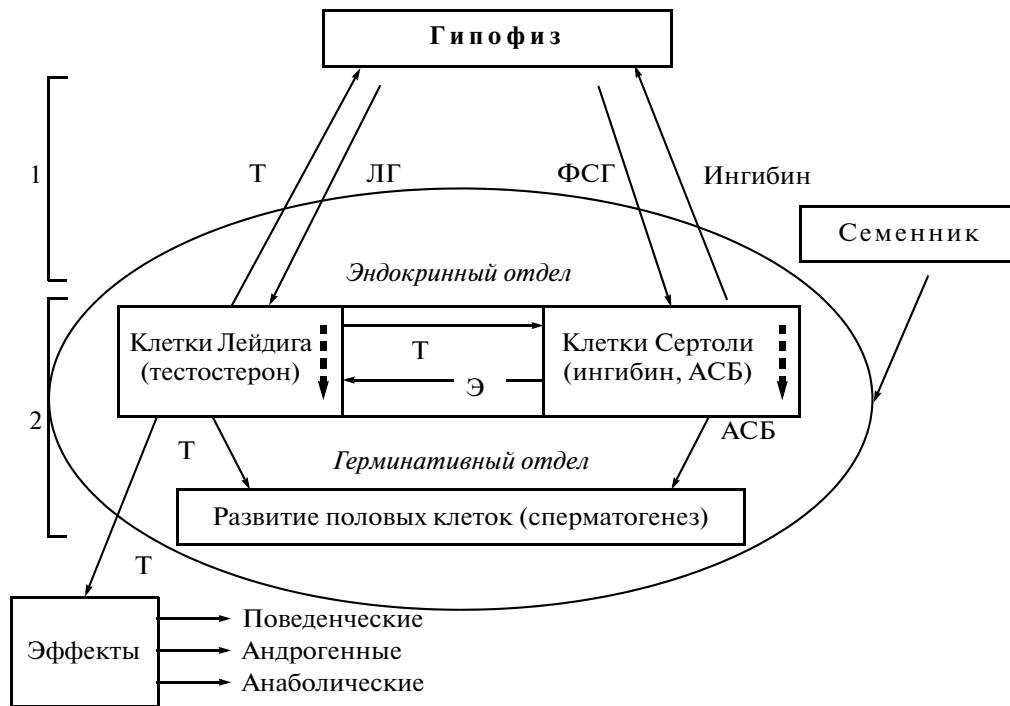 Гипофиз
1
Т
ЛГ
ФСГ
Ингибин
Семенник
Эндокринный отдел
Клетки Лейдига
(тестостерон)
Т
Э
Клетки Сертоли
(ингибин, АСБ)
2
Т
АСБ
Герминативный отдел
Развитие половых клеток (сперматогенез)
Т
Эффекты
Поведенческие
Андрогенные
Анаболические